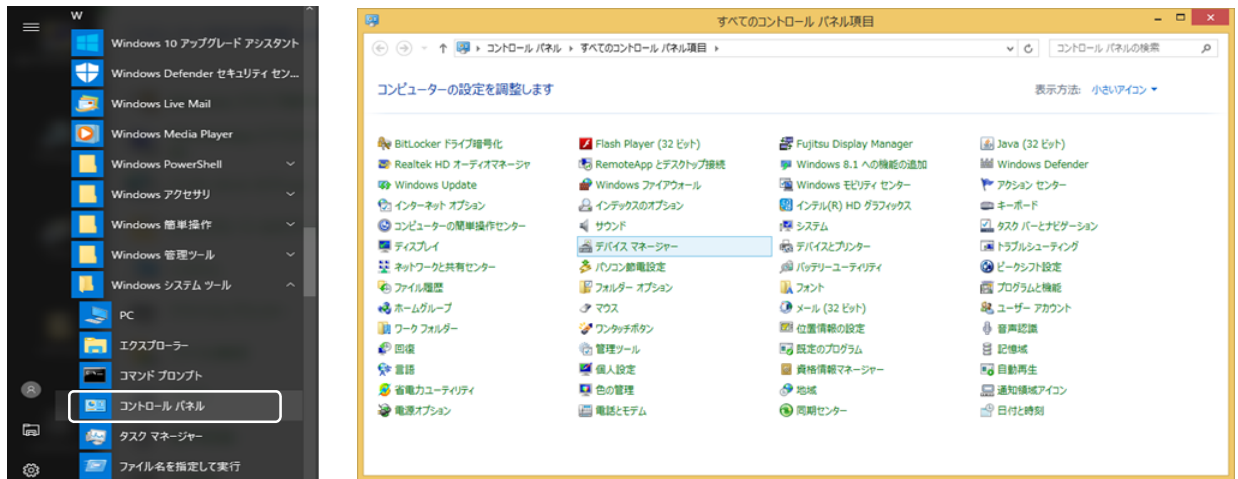 W
Windows 10 アップグレード アシスタント
Windows Defender セキュリティ セン...
Windows Live Mail
Windows Media Player
Windows PowerShell
Windows アクセサリ
Windows 簡単操作
Windows 管理ツール
Windows システム ツール
PC
エクスプローラー
コマンド プロンプト
コントロール パネル
タスク マネージャー
ファイル名を指定して実行
すべてのコントロール パネル項目
コントロール パネル ▸ すべてのコントロール パネル項目 ▸
コントロール パネルの検索
コンピューターの設定を調整します
表示方法: 小さいアイコン
BitLocker ドライブ暗号化 Flash Player (32 ビット) Fujitsu Display Manager Java (32 ビット)
Realtek HD オーディオマネージャ RemoteApp とデスクトップ接続 Windows 8.1 への機能の追加 Windows Defender
Windows Update Windows ファイアウォール Windows モビリティ センター アクション センター
インターネット オプション インデックスのオプション インテル(R) HD グラフィックス キーボード
コンピューターの簡単操作センター サウンド システム タスク バーとナビゲーション
ディスプレイ デバイス マネージャー デバイスとプリンター トラブルシューティング
ネットワークと共有センター パソコン節電設定 バッテリーユーティリティ ピークシフト設定
ファイル履歴 フォルダー オプション フォント プログラムと機能
ホームグループ マウス メール (32 ビット) ユーザー アカウント
ワーク フォルダー ワンタッチボタン 位置情報の設定 音声認識
回復 管理ツール 既定のプログラム 記憶域
言語 個人設定 資格情報マネージャー 自動再生
省電力ユーティリティ 色の管理 地域 通知領域アイコン
電源オプション 電話とモデム 同期センター 日付と時刻